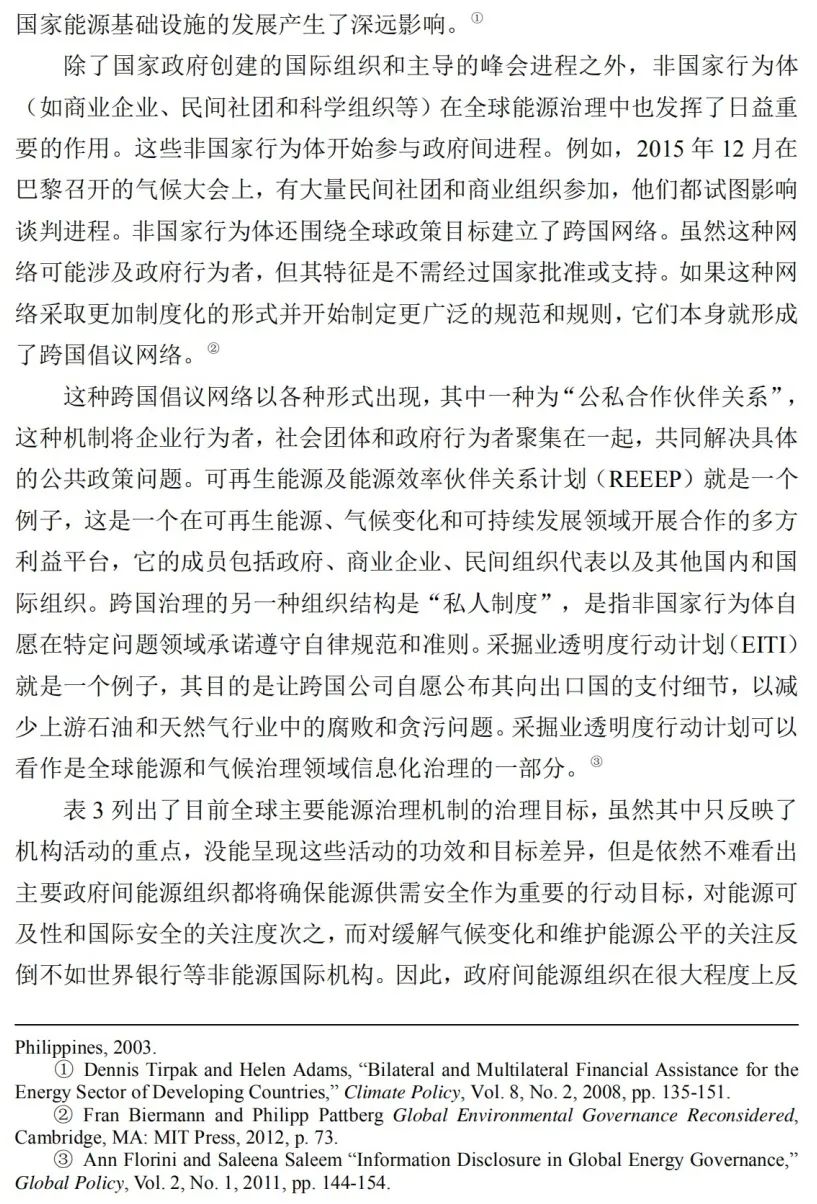 国家能源基础设施的发展产生了深远影响。①
除了国家政府创建的国际组织和主导的峰会进程之外，非国家行为体
（如商业企业、民间社团和科学组织等）在全球能源治理中也发挥了日益重
要的作用。这些非国家行为体开始参与政府间进程。例如，2015 年 12 月在
巴黎召开的气候大会上，有大量民间社团和商业组织参加，他们都试图影响
谈判进程。非国家行为体还围绕全球政策目标建立了跨国网络。虽然这种网
络可能涉及政府行为者，但其特征是不需经过国家批准或支持。如果这种网
络采取更加制度化的形式并开始制定更广泛的规范和规则，它们本身就形成
了跨国倡议网络。②
这种跨国倡议网络以各种形式出现，其中一种为“公私合作伙伴关系”，
这种机制将企业行为者，社会团体和政府行为者聚集在一起，共同解决具体
的公共政策问题。可再生能源及能源效率伙伴关系计划（REEEP）就是一个
例子，这是一个在可再生能源、气候变化和可持续发展领域开展合作的多方
利益平台，它的成员包括政府、商业企业、民间组织代表以及其他国内和国
际组织。跨国治理的另一种组织结构是“私人制度”，是指非国家行为体自
愿在特定问题领域承诺遵守自律规范和准则。采掘业透明度行动计划（EITI）
就是一个例子，其目的是让跨国公司自愿公布其向出口国的支付细节，以减
少上游石油和天然气行业中的腐败和贪污问题。采掘业透明度行动计划可以
看作是全球能源和气候治理领域信息化治理的一部分。③
表 3 列出了目前全球主要能源治理机制的治理目标，虽然其中只反映了
机构活动的重点，没能呈现这些活动的功效和目标差异，但是依然不难看出
主要政府间能源组织都将确保能源供需安全作为重要的行动目标，对能源可
及性和国际安全的关注度次之，而对缓解气候变化和维护能源公平的关注反
倒不如世界银行等非能源国际机构。因此，政府间能源组织在很大程度上反
Philippines, 2003.
① Dennis Tirpak and Helen Adams, “Bilateral and Multilateral Financial Assistance for the
Energy Sector of Developing Countries,” Climate Policy, Vol. 8, No. 2, 2008, pp. 135-151.
② Fran Biermann and Philipp Pattberg Global Environmental Governance Reconsidered,
Cambridge, MA: MIT Press, 2012, p. 73.
③ Ann Florini and Saleena Saleem “Information Disclosure in Global Energy Governance,”
Global Policy, Vol. 2, No. 1, 2011, pp. 144-154.